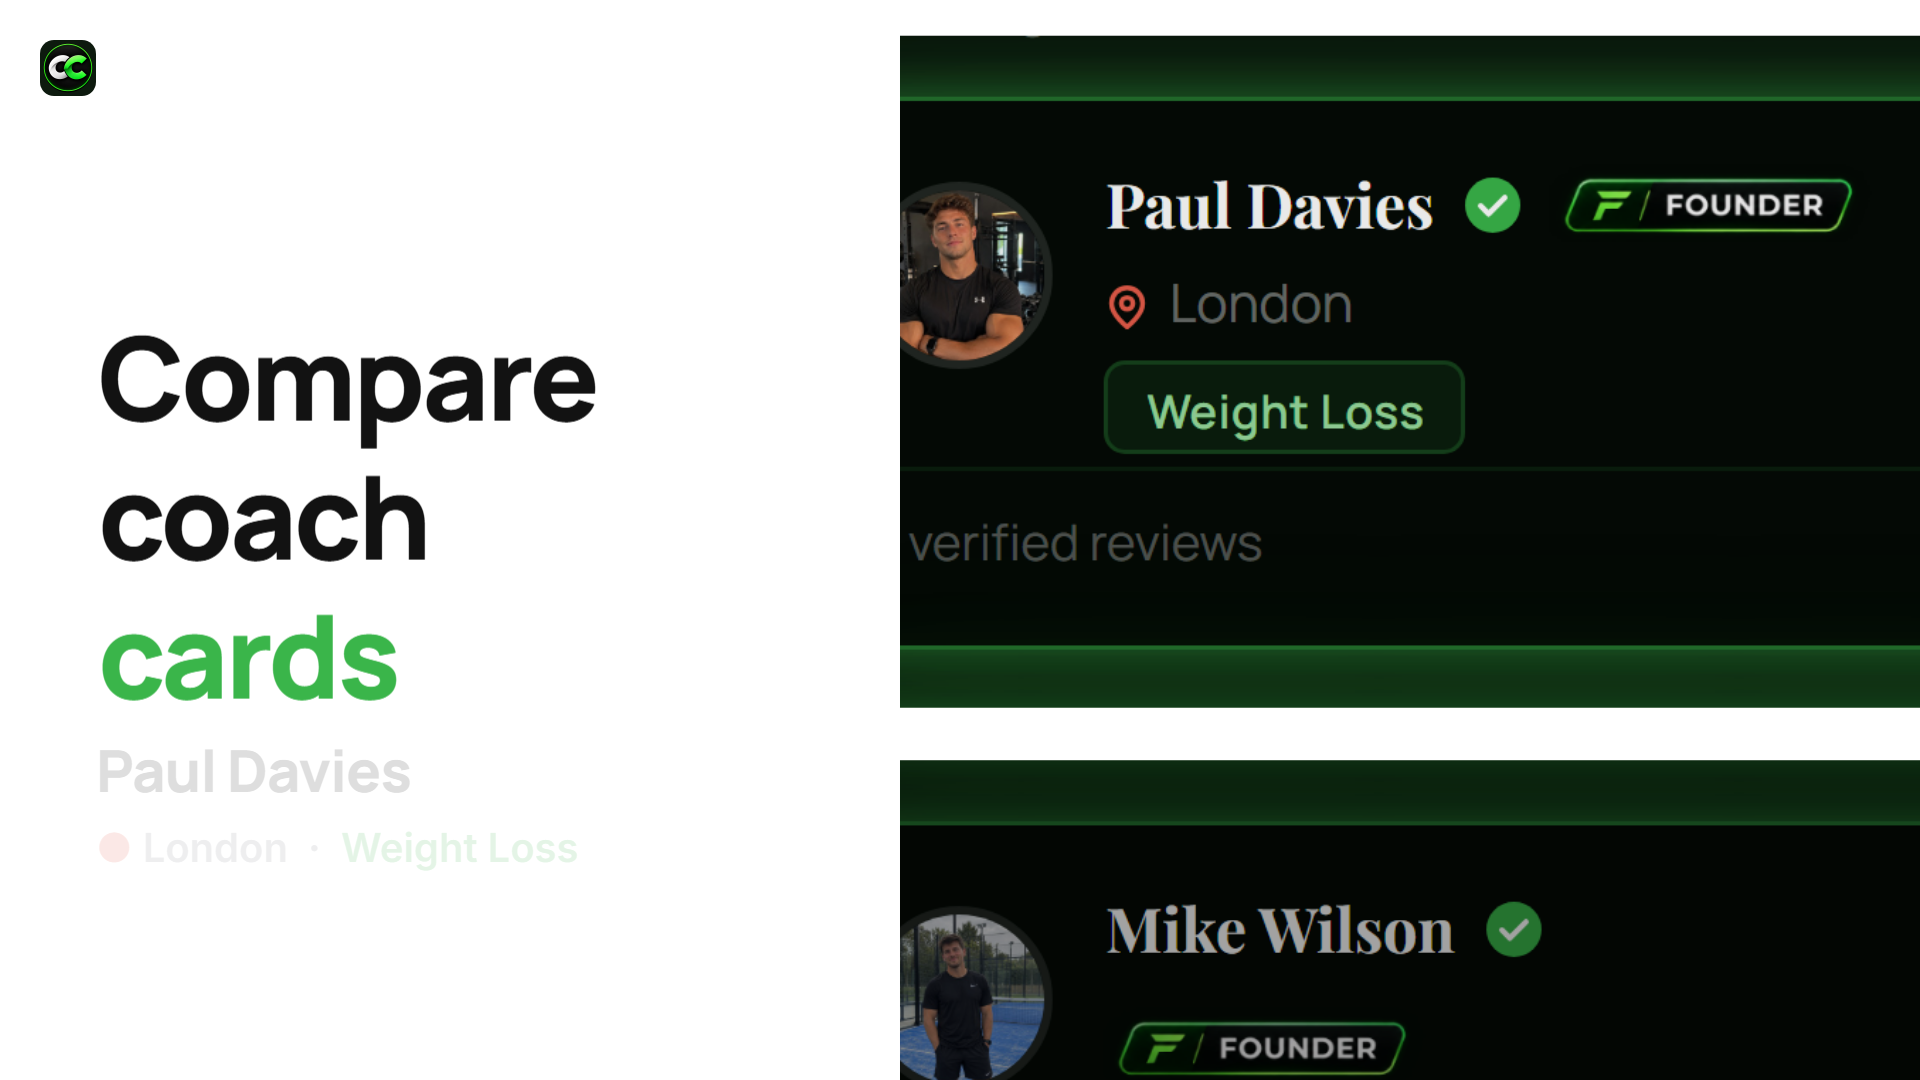 CC
Compare
coach
cards
Paul Davies
London · Weight Loss
Paul Davies
FOUNDER
London
Weight Loss
verified reviews
Mike Wilson
FOUNDER